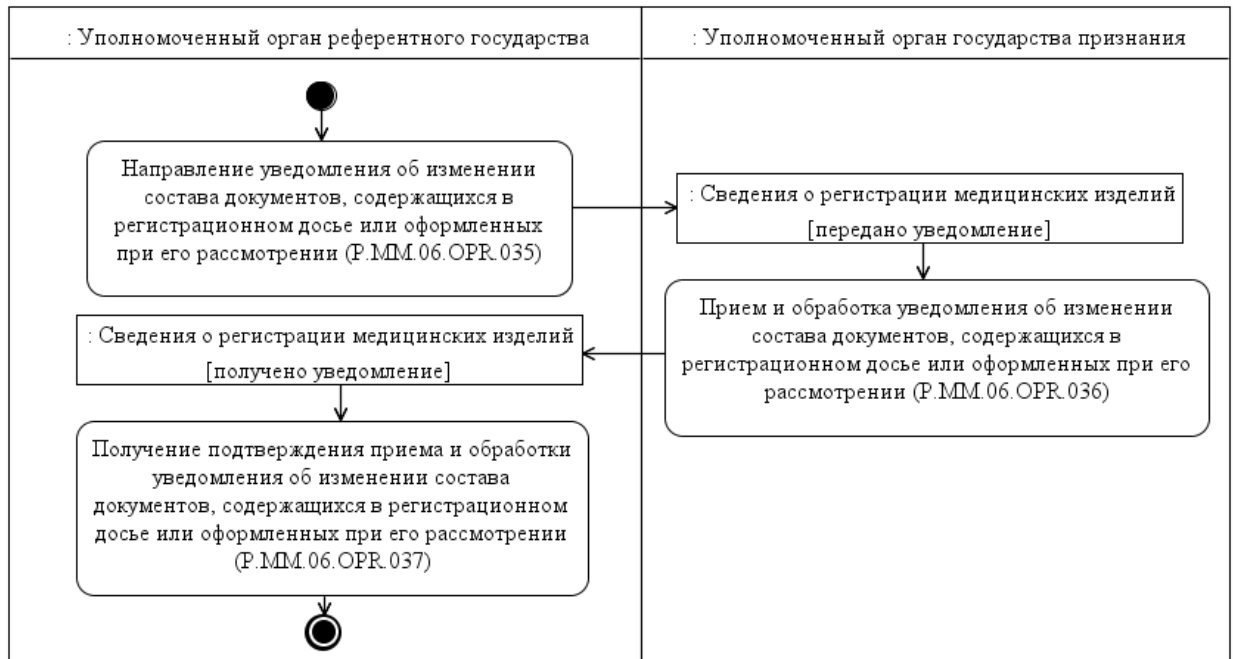 : Уполномоченный орган референтного государства
: Уполномоченный орган государства признания
Направление уведомления об изменении
состава документов, содержащихся в
регистрационном досье или оформленных
при его рассмотрении (P.MM.06.OPR.035)
: Сведения о регистрации медицинских изделий
[передано уведомление]
Прием и обработка уведомления об изменении
состава документов, содержащихся в
регистрационном досье или оформленных при его
рассмотрении (P.MM.06.OPR.036)
: Сведения о регистрации медицинских изделий
[получено уведомление]
Получение подтверждения приема и обработки
уведомления об изменении состава
документов, содержащихся в регистрационном
досье или оформленных при его рассмотрении
(P.MM.06.OPR.037)